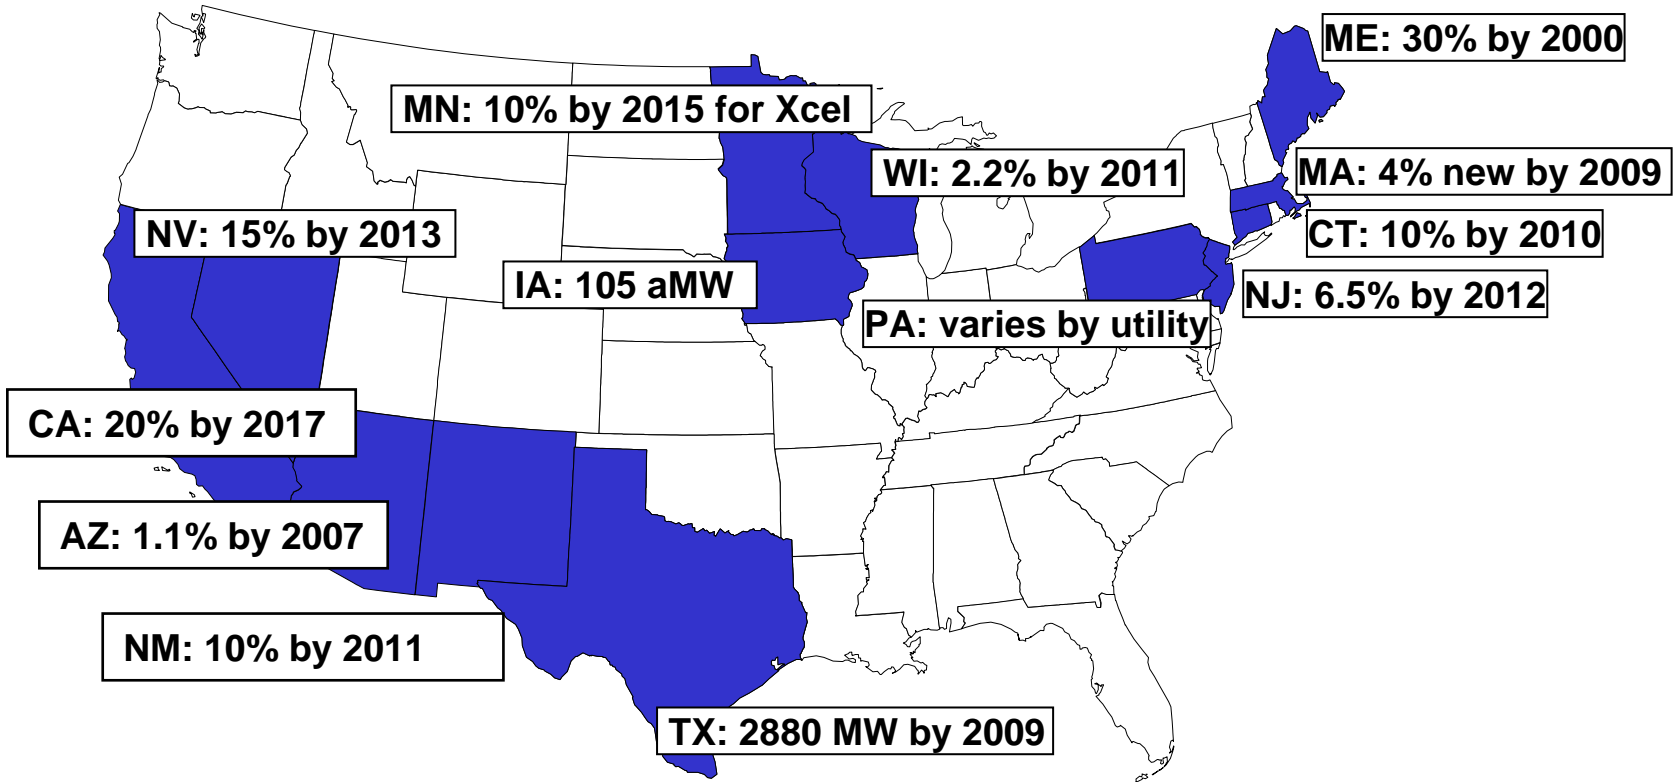 ME: 30% by 2000
MN: 10% by 2015 for Xcel
WI: 2.2% by 2011
MA: 4% new by 2009
NV: 15% by 2013
CT: 10% by 2010
IA: 105 aMW
NJ: 6.5% by 2012
PA: varies by utility
CA: 20% by 2017
AZ: 1.1% by 2007
NM: 10% by 2011
TX: 2880 MW by 2009